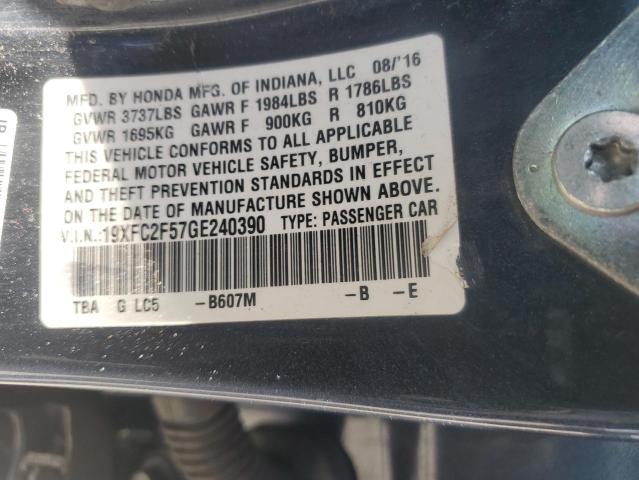 MFD. BY HONDA MFG. OF INDIANA, LLC 08/'16
GVWR 3737LBS GAWR F 1984LBS R 1786LBS
GVWR 1695KG GAWR F 900KG R 810KG
THIS VEHICLE CONFORMS TO ALL APPLICABLE
FEDERAL MOTOR VEHICLE SAFETY, BUMPER,
AND THEFT PREVENTION STANDARDS IN EFFECT
ON THE DATE OF MANUFACTURE SHOWN ABOVE.
V.I.N.:19XFC2F57GE240390 TYPE: PASSENGER CAR
TBA G LC5 -B607M -B -E